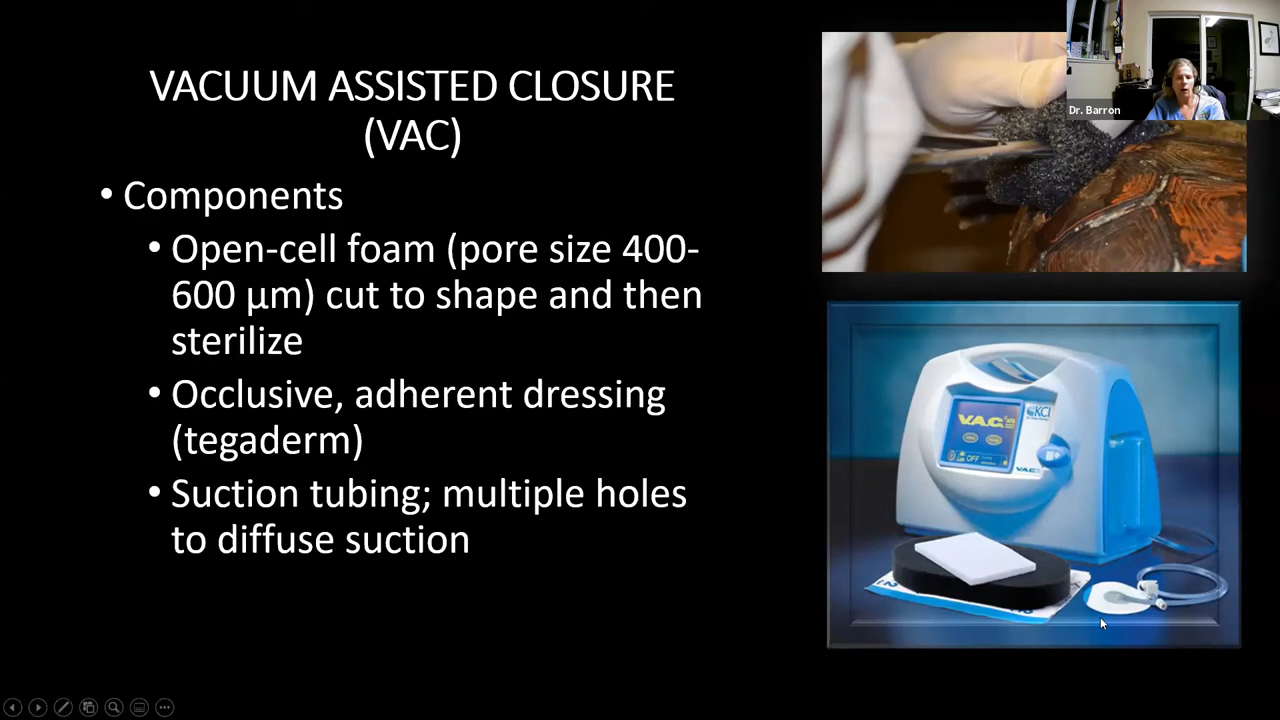 VACUUM ASSISTED CLOSURE
(VAC)
• Components
• Open-cell foam (pore size 400-
600 µm) cut to shape and then
sterilize
• Occlusive, adherent dressing
(tegaderm)
• Suction tubing; multiple holes
to diffuse suction
Dr. Barron
KCI
V.A.C.
OFF
VAC